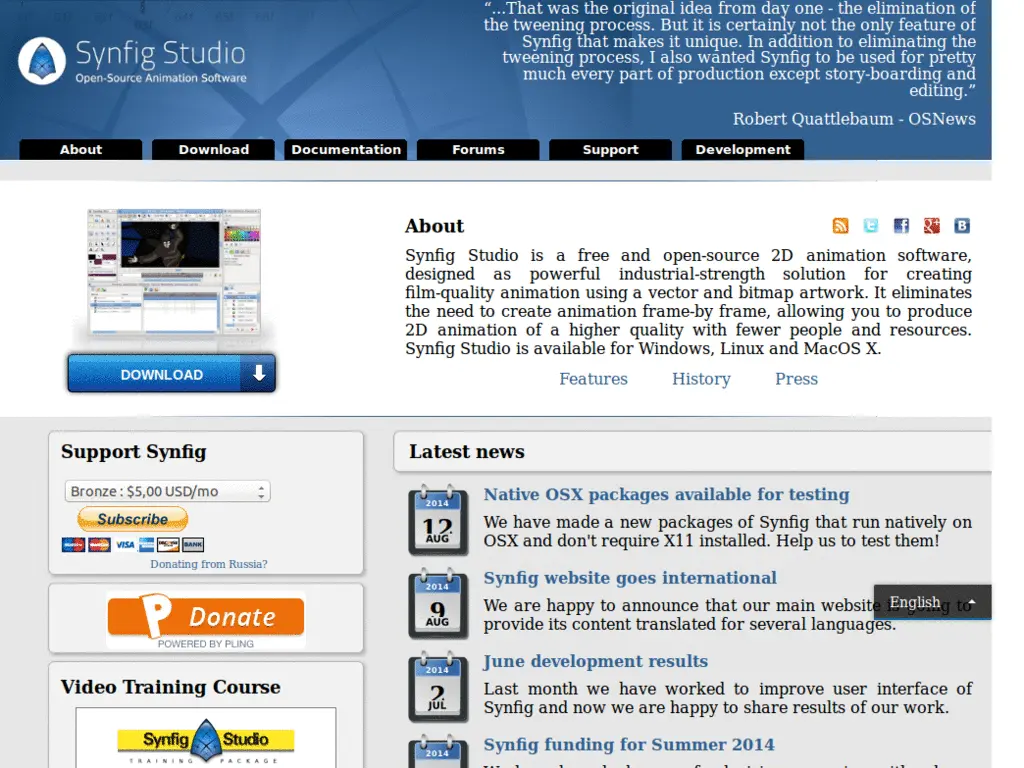 “...That was the original idea from day one - the elimination of
the tweening process. But it is certainly not the only feature of
Synfig that makes it unique. In addition to eliminating the
tweening process, I also wanted Synfig to be used for pretty
much every part of production except story-boarding and
editing.”
Robert Quattlebaum - OSNews
Synfig Studio
Open-Source Animation Software
About
Download
Documentation
Forums
Support
Development
DOWNLOAD
About
Synfig Studio is a free and open-source 2D animation software,
designed as powerful industrial-strength solution for creating
film-quality animation using a vector and bitmap artwork. It eliminates
the need to create animation frame-by frame, allowing you to produce
2D animation of a higher quality with fewer people and resources.
Synfig Studio is available for Windows, Linux and MacOS X.
Features
History
Press
Support Synfig
Bronze : $5,00 USD/mo
Subscribe
VISA
BANK
Donating from Russia?
P Donate
POWERED BY PLING
Video Training Course
Synfig Studio
TRAINING PACKAGE
Latest news
2014
12
AUG
Native OSX packages available for testing
We have made a new packages of Synfig that run natively on
OSX and don't require X11 installed. Help us to test them!
2014
9
AUG
Synfig website goes international
We are happy to announce that our main website is going to
provide its content translated for several languages.
English
2014
2
JUL
June development results
Last month we have worked to improve user interface of
Synfig and now we are happy to share results of our work.
2014
Synfig funding for Summer 2014